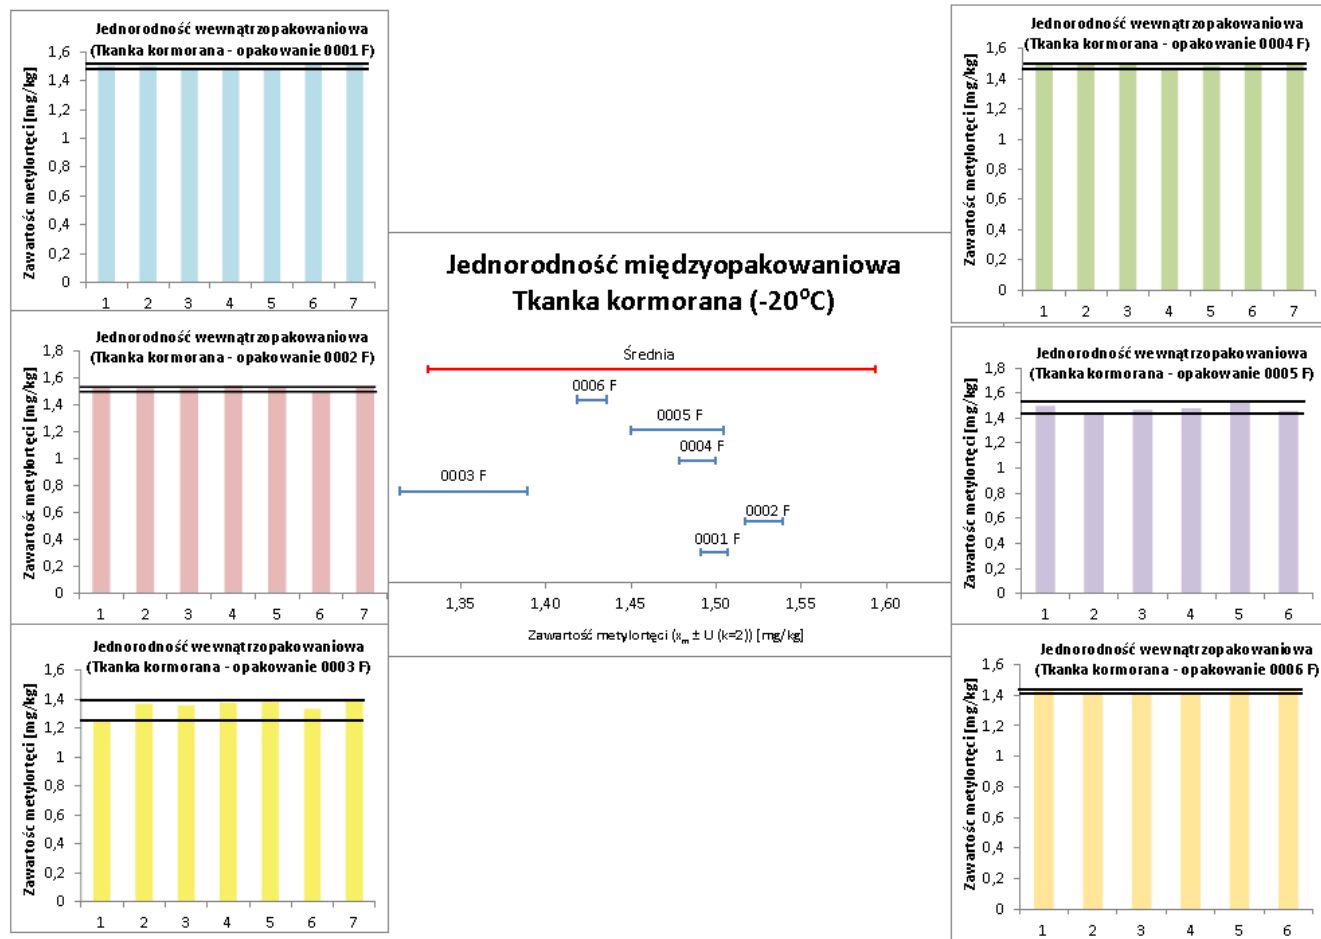 Jednorodność wewnątrzopakowaniowa
(Tkanka kormorana - opakowanie 0001 F)
Zawartośc metylortęci [mg/kg]
1,6
1,4
1,2
1
0,8
0,6
0,4
0,2
0
1 2 3 4 5 6 7
Jednorodność wewnątrzopakowaniowa
(Tkanka kormorana - opakowanie 0002 F)
Zawartośc metylortęci [mg/kg]
1,8
1,6
1,4
1,2
1
0,8
0,6
0,4
0,2
0
1 2 3 4 5 6 7
Jednorodność wewnątrzopakowaniowa
(Tkanka kormorana - opakowanie 0003 F)
Zawartośc metylortęci [mg/kg]
1,6
1,4
1,2
1
0,8
0,6
0,4
0,2
0
1 2 3 4 5 6 7
Jednorodność międzyopakowaniowa
Tkanka kormorana (-20⁰C)
Średnia
0006 F
0005 F
0004 F
0003 F
0002 F
0001 F
1,35 1,40 1,45 1,50 1,55 1,60
Zawartość metylortęci (xₘ ± U (k=2)) [mg/kg]
Jednorodność wewnątrzopakowaniowa
(Tkanka kormorana - opakowanie 0004 F)
Zawartośc metylortęci [mg/kg]
1,6
1,4
1,2
1
0,8
0,6
0,4
0,2
0
1 2 3 4 5 6 7
Jednorodność wewnątrzopakowaniowa
(Tkanka kormorana - opakowanie 0005 F)
Zawartośc metylortęci [mg/kg]
1,8
1,6
1,4
1,2
1
0,8
0,6
0,4
0,2
0
1 2 3 4 5 6
Jednorodność wewnątrzopakowaniowa
(Tkanka kormorana - opakowanie 0006 F)
Zawartośc metylortęci [mg/kg]
1,6
1,4
1,2
1
0,8
0,6
0,4
0,2
0
1 2 3 4 5 6